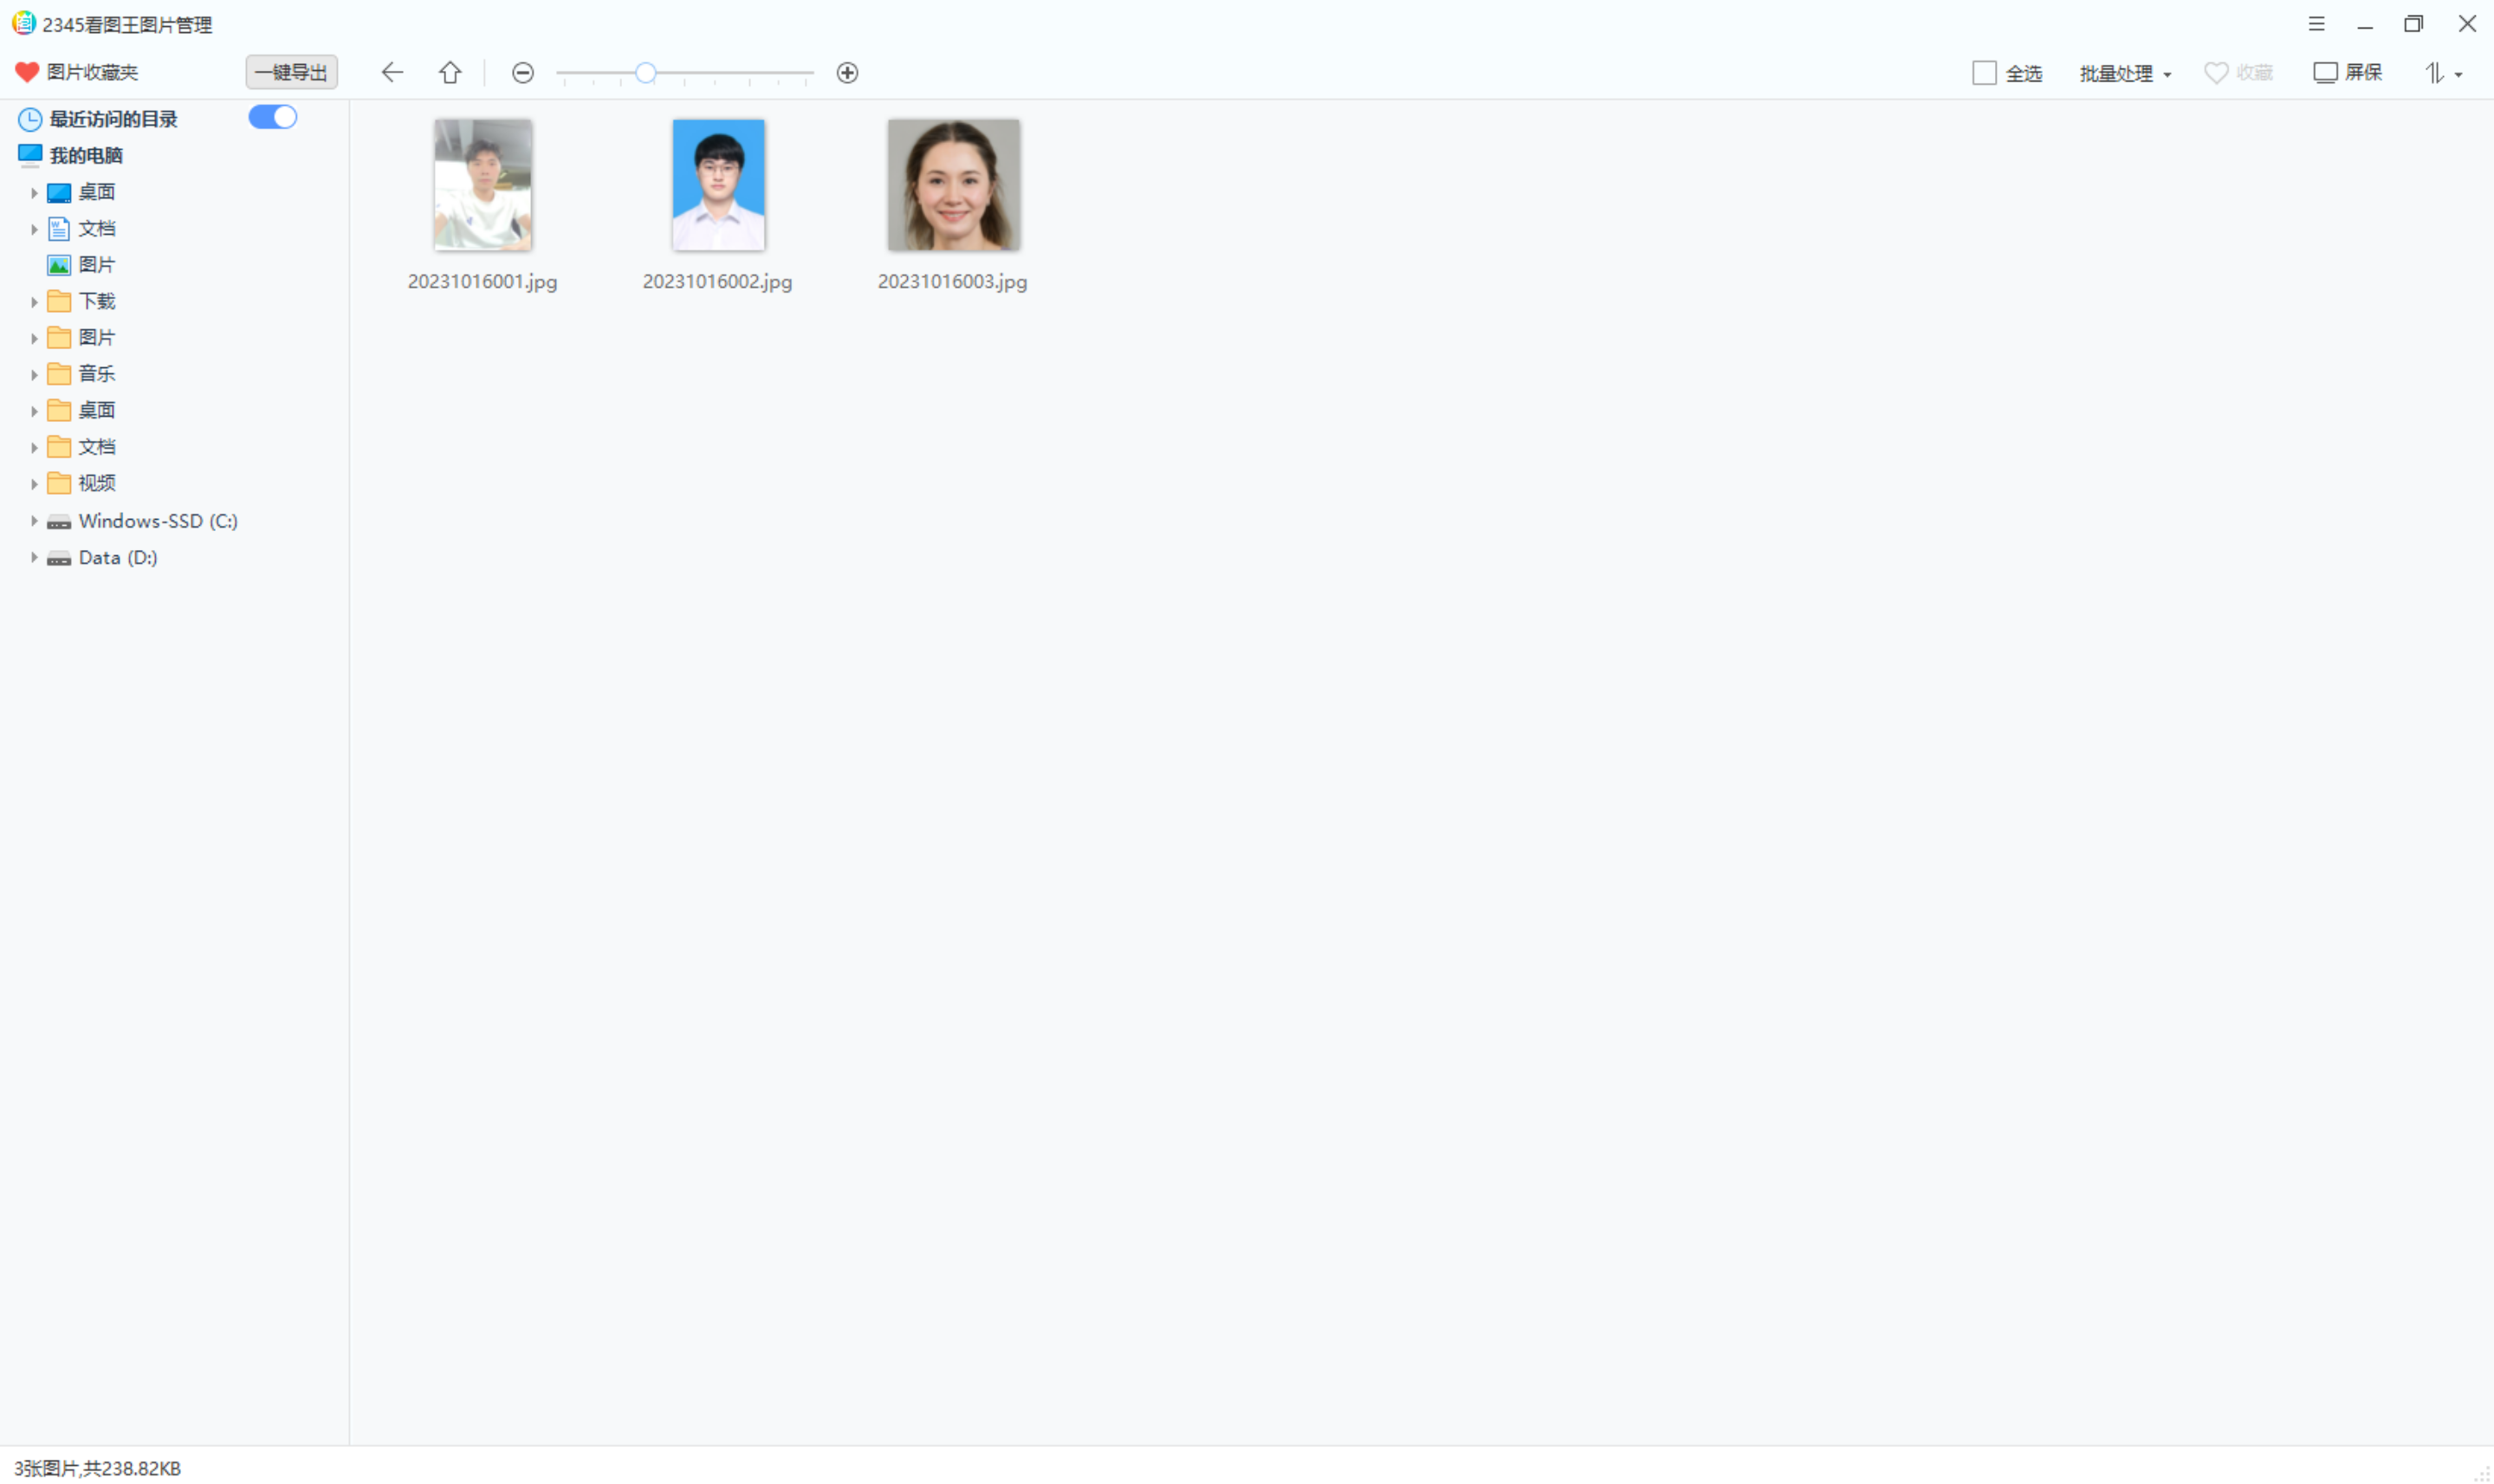 2345看图王图片管理
图片收藏夹 一键导出 全选 批量处理 收藏 屏保
最近访问的目录
我的电脑
桌面
文档
图片
下载
图片
音乐
桌面
文档
视频
Windows-SSD (C:)
Data (D:)
20231016001.jpg 20231016002.jpg 20231016003.jpg
3张图片,共238.82KB